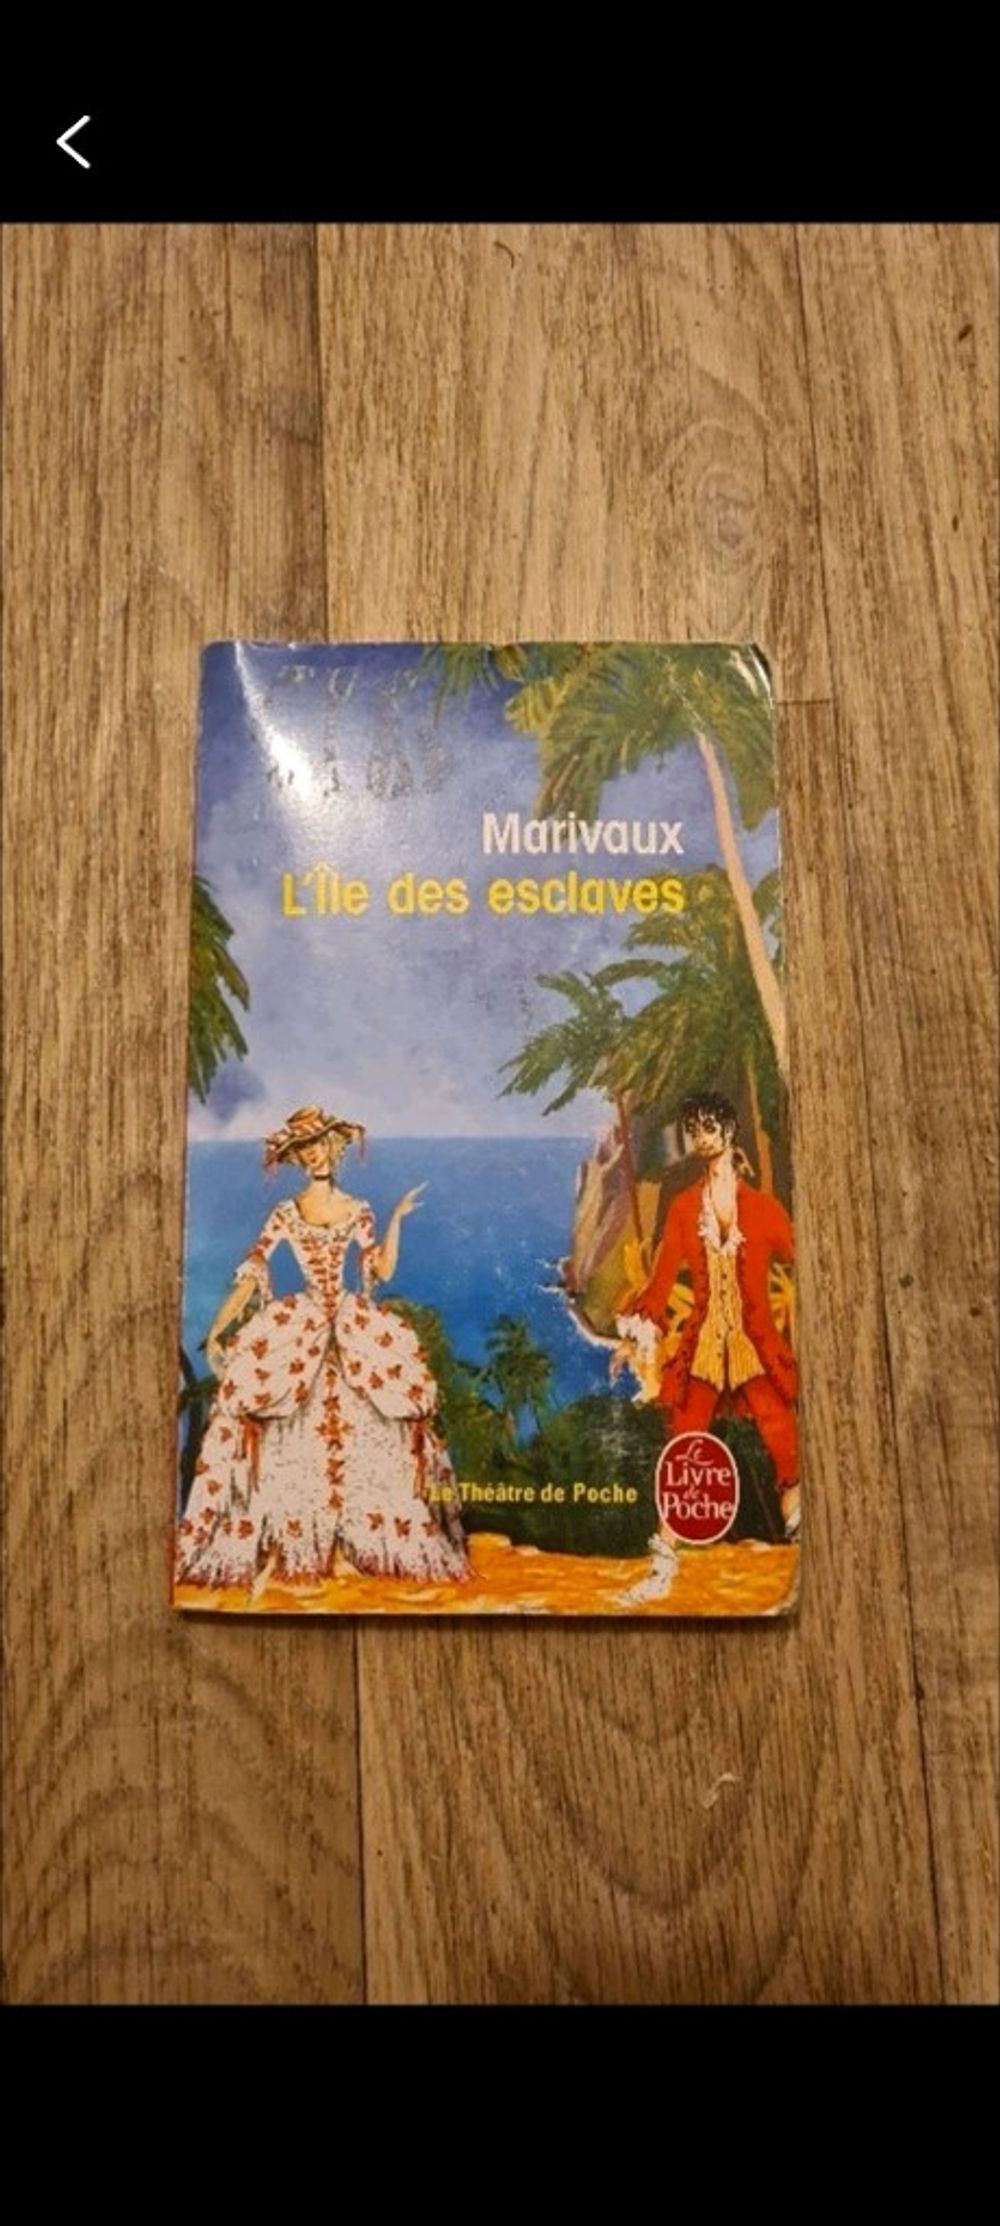 Marivaux
L'Île des esclaves
Le Théâtre de Poche
Le
Livre
de
Poche